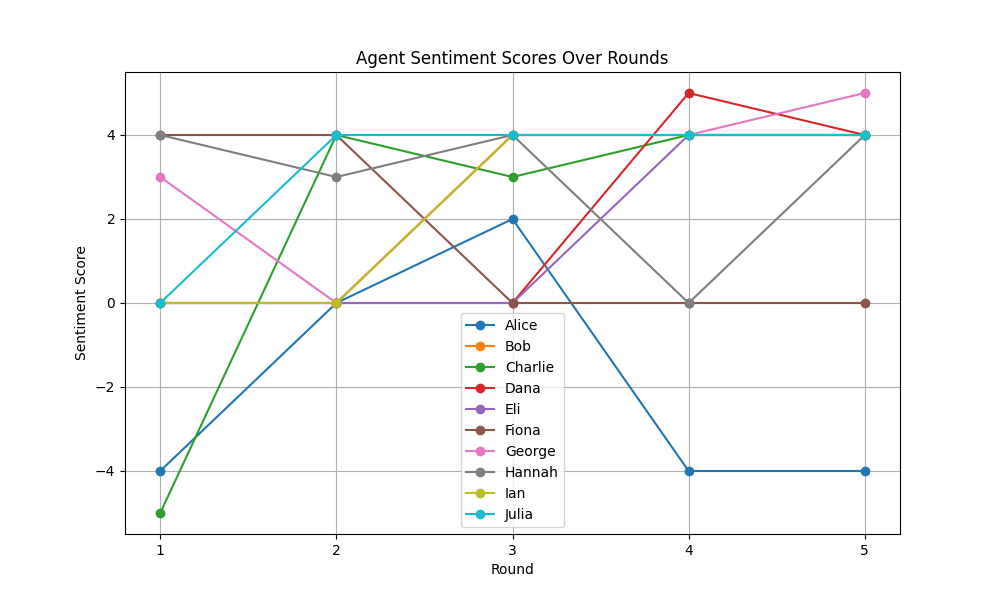 Agent Sentiment Scores Over Rounds
Sentiment Score
4
2
0
−2
−4
Alice
Bob
Charlie
Dana
Eli
Fiona
George
Hannah
Ian
Julia
1 2 3 4 5
Round